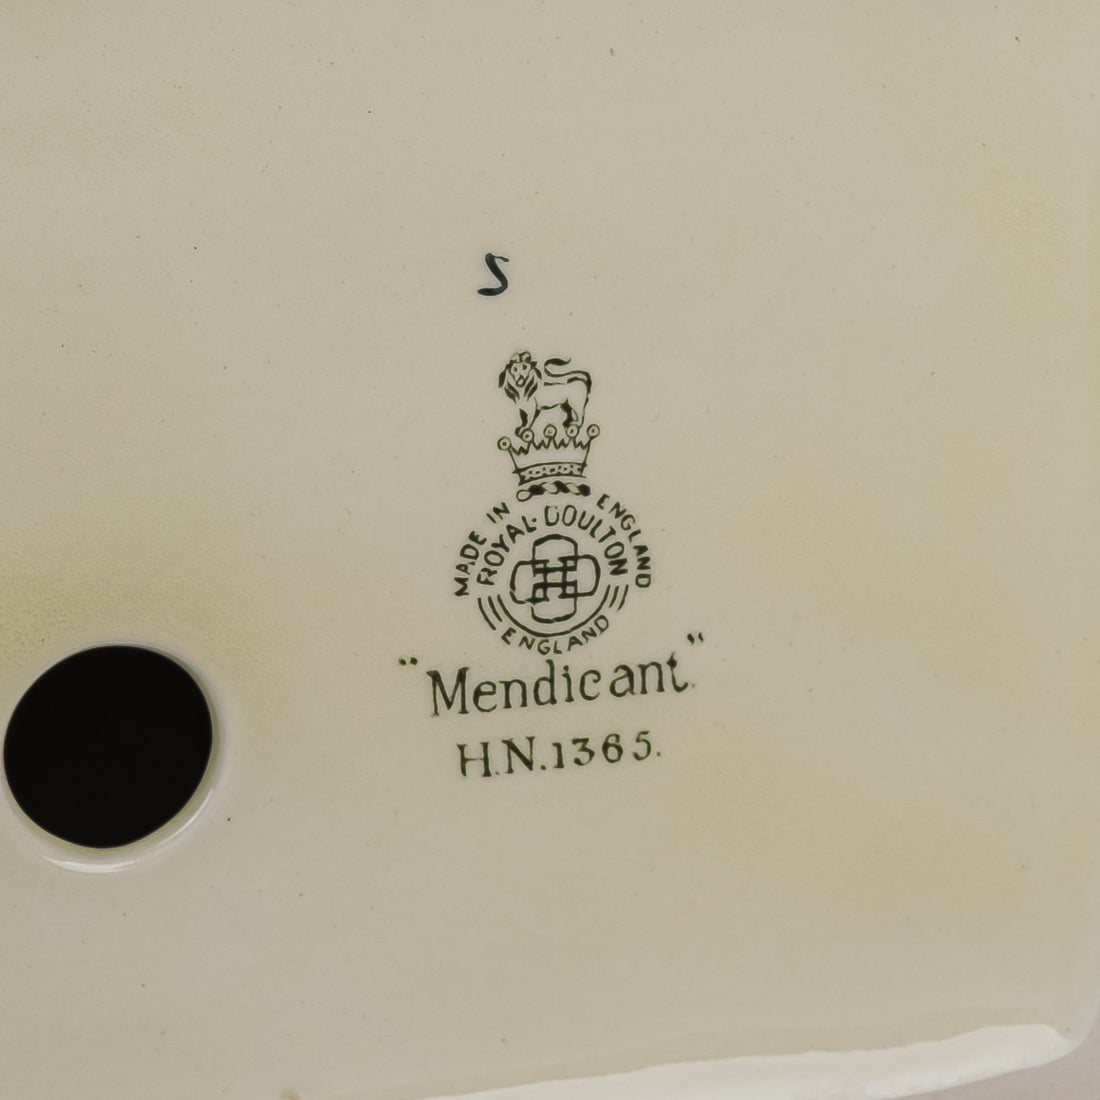 S
MADE IN ENGLAND
ROYAL·DOULTON
ENGLAND
"Mendicant"
H.N.1365.